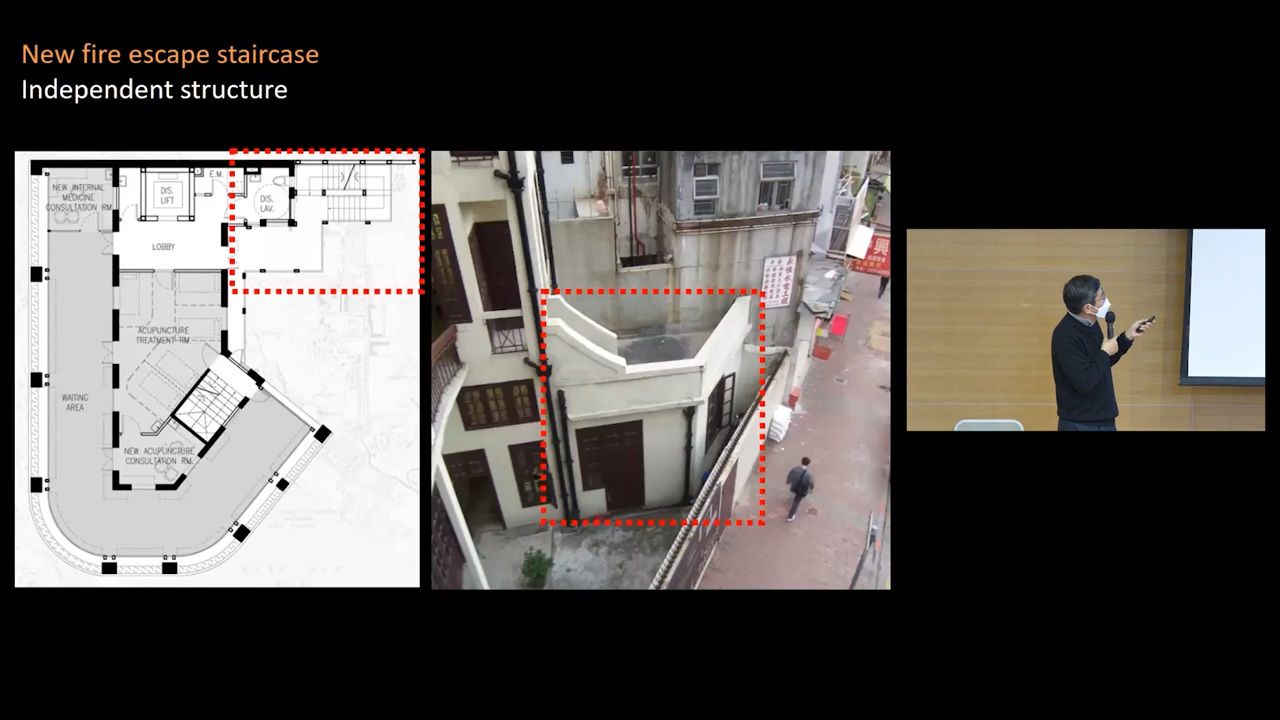 New fire escape staircase
Independent structure
NEW INTERNAL
MEDICINE
CONSULTATION RM.
DIS.
LIFT
E.M.
DIS.
LAV.
LOBBY
ACUPUNCTURE
TREATMENT RM.
WAITING
AREA
NEW ACUPUNCTURE
CONSULTATION RM.
興